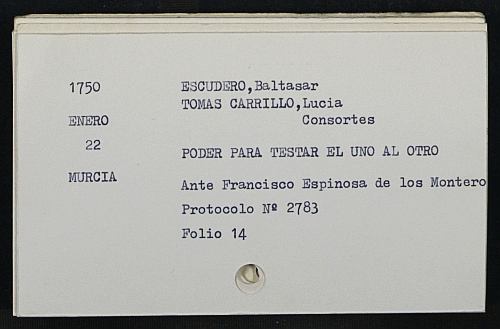 1750 ESCUDERO,Baltasar
TOMAS CARRILLO,Lucia
ENERO Consortes
22
PODER PARA TESTAR EL UNO AL OTRO
MURCIA
Ante Francisco Espinosa de los Montero
Protocolo Nº 2783
Folio 14